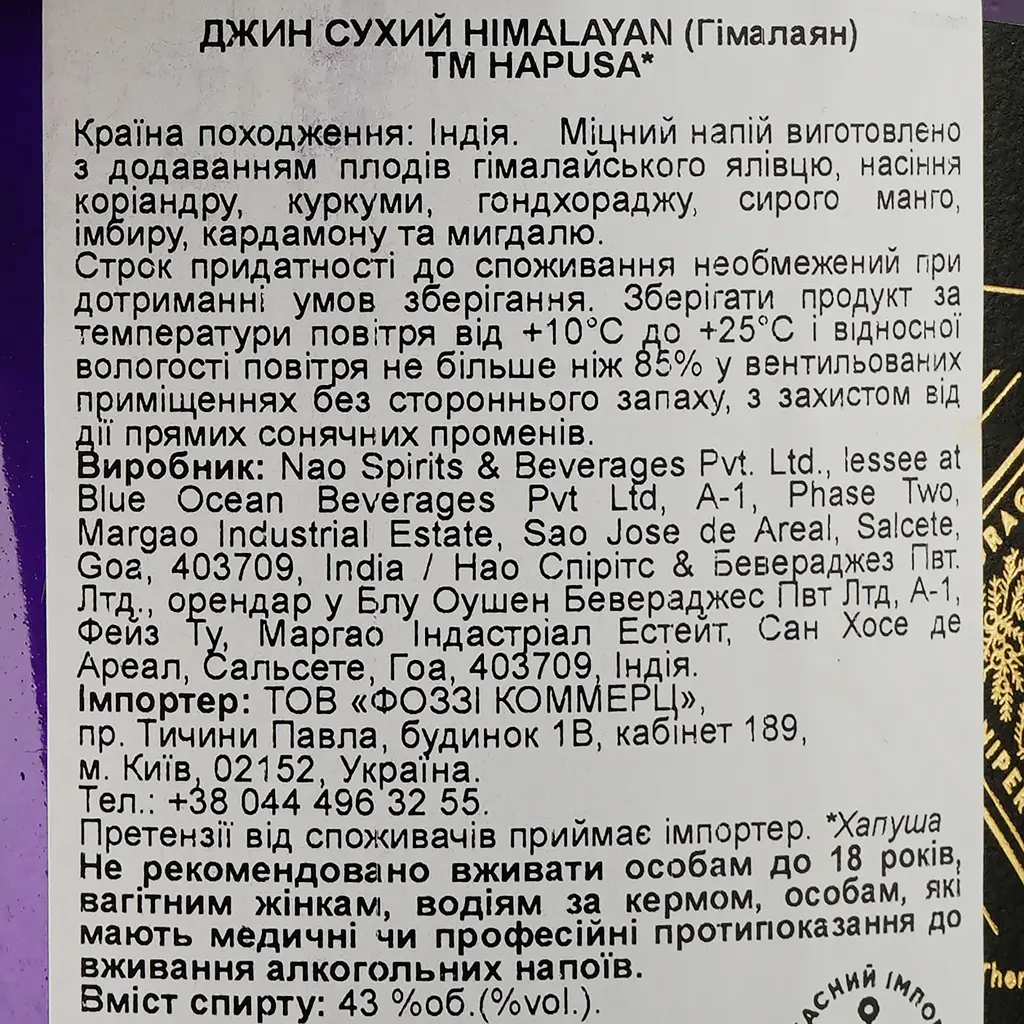 ДЖИН СУХИЙ HIMALAYAN (Гімалаян)
ТМ HAPUSA*
Країна походження: Індія. Міцний напій виготовлено
з додаванням плодів гімалайського ялівцю, насіння
коріандру, куркуми, гондхораджу, сирого манго,
імбиру, кардамону та мигдалю.
Строк придатності до споживання необмежений при
дотриманні умов зберігання. Зберігати продукт за
температури повітря від +10°С до +25°С і відносної
вологості повітря не більше ніж 85% у вентильованих
приміщеннях без стороннього запаху, з захистом від
дії прямих сонячних променів.
Виробник: Nao Spirits & Beverages Pvt. Ltd., lessee at
Blue Ocean Beverages Pvt Ltd, A-1, Phase Two,
Margao Industrial Estate, Sao Jose de Areal, Salcete,
Goa, 403709, India / Нао Спірітс & Бевераджез Пвт.
Лтд., орендар у Блу Оушен Бевераджес Пвт Лтд, А-1,
Фейз Ту, Маргао Індастріал Естейт, Сан Хосе де
Ареал, Сальсете, Гоа, 403709, Індія.
Імпортер: ТОВ «ФОЗЗІ КОММЕРЦ»,
пр. Тичини Павла, будинок 1В, кабінет 189,
м. Київ, 02152, Україна.
Тел.: +38 044 496 32 55.
Претензії від споживачів приймає імпортер. *Хапуша
Не рекомендовано вживати особам до 18 років,
вагітним жінкам, водіям за кермом, особам, які
мають медичні чи професійні протипоказання до
вживання алкогольних напоїв.
Вміст спирту: 43 %об.(%vol.).